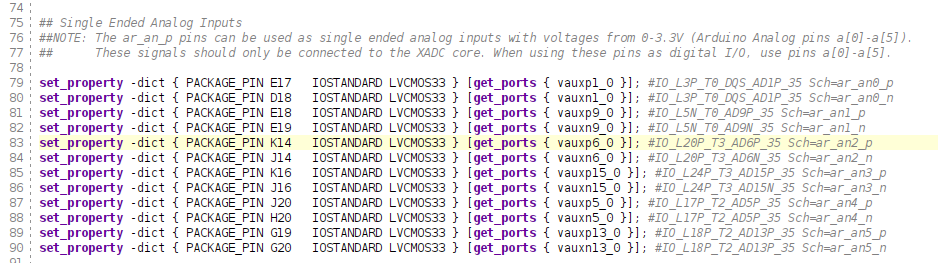 74
75 ## Single Ended Analog Inputs
76 ##NOTE: The ar_an_p pins can be used as single ended analog inputs with voltages from 0-3.3V (Arduino Analog pins a[0]-a[5]).
77 ##      These signals should only be connected to the XADC core. When using these pins as digital I/O, use pins a[0]-a[5].
78
79 set_property -dict { PACKAGE_PIN E17   IOSTANDARD LVCMOS33 } [get_ports { vauxp1_0 }]; #IO_L3P_T0_DQS_AD1P_35 Sch=ar_an0_p
80 set_property -dict { PACKAGE_PIN D18   IOSTANDARD LVCMOS33 } [get_ports { vauxn1_0 }]; #IO_L3P_T0_DQS_AD1P_35 Sch=ar_an0_n
81 set_property -dict { PACKAGE_PIN E18   IOSTANDARD LVCMOS33 } [get_ports { vauxp9_0 }]; #IO_L5N_T0_AD9P_35 Sch=ar_an1_p
82 set_property -dict { PACKAGE_PIN E19   IOSTANDARD LVCMOS33 } [get_ports { vauxn9_0 }]; #IO_L5N_T0_AD9N_35 Sch=ar_an1_n
83 set_property -dict { PACKAGE_PIN K14   IOSTANDARD LVCMOS33 } [get_ports { vauxp6_0 }]; #IO_L20P_T3_AD6P_35 Sch=ar_an2_p
84 set_property -dict { PACKAGE_PIN J14   IOSTANDARD LVCMOS33 } [get_ports { vauxn6_0 }]; #IO_L20P_T3_AD6N_35 Sch=ar_an2_n
85 set_property -dict { PACKAGE_PIN K16   IOSTANDARD LVCMOS33 } [get_ports { vauxp15_0 }]; #IO_L24P_T3_AD15P_35 Sch=ar_an3_p
86 set_property -dict { PACKAGE_PIN J16   IOSTANDARD LVCMOS33 } [get_ports { vauxn15_0 }]; #IO_L24P_T3_AD15N_35 Sch=ar_an3_n
87 set_property -dict { PACKAGE_PIN J20   IOSTANDARD LVCMOS33 } [get_ports { vauxp5_0 }]; #IO_L17P_T2_AD5P_35 Sch=ar_an4_p
88 set_property -dict { PACKAGE_PIN H20   IOSTANDARD LVCMOS33 } [get_ports { vauxn5_0 }]; #IO_L17P_T2_AD5P_35 Sch=ar_an4_n
89 set_property -dict { PACKAGE_PIN G19   IOSTANDARD LVCMOS33 } [get_ports { vauxp13_0 }]; #IO_L18P_T2_AD13P_35 Sch=ar_an5_p
90 set_property -dict { PACKAGE_PIN G20   IOSTANDARD LVCMOS33 } [get_ports { vauxn13_0 }]; #IO_L18P_T2_AD13P_35 Sch=ar_an5_n